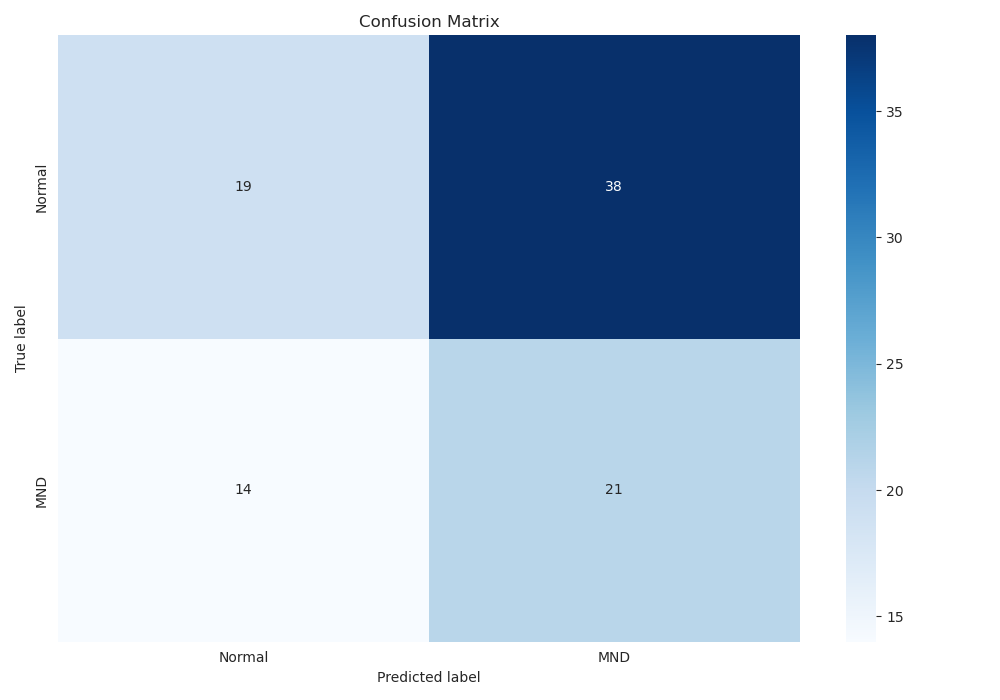 Confusion Matrix
Normal
19
38
MND
14
21
True label
Normal
MND
Predicted label
35
30
25
20
15